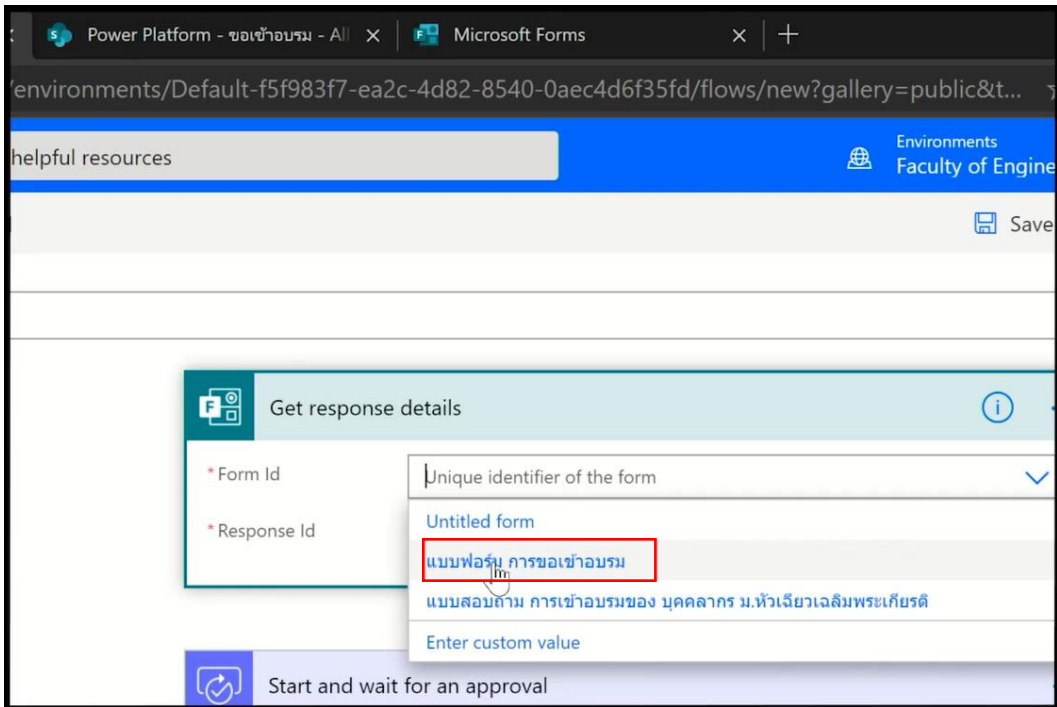 Power Platform - ขอเข้าอบรม - All
Microsoft Forms
/environments/Default-f5f983f7-ea2c-4d82-8540-0aec4d6f35fd/flows/new?gallery=public&t...
helpful resources
Environments
Faculty of Engine
Save
Get response details
* Form Id
Unique identifier of the form
Untitled form
* Response Id
แบบฟอร์ม การขอเข้าอบรม
แบบสอบถาม การเข้าอบรมของ บุคคลากร ม.หัวเฉียวเฉลิมพระเกียรติ
Enter custom value
Start and wait for an approval